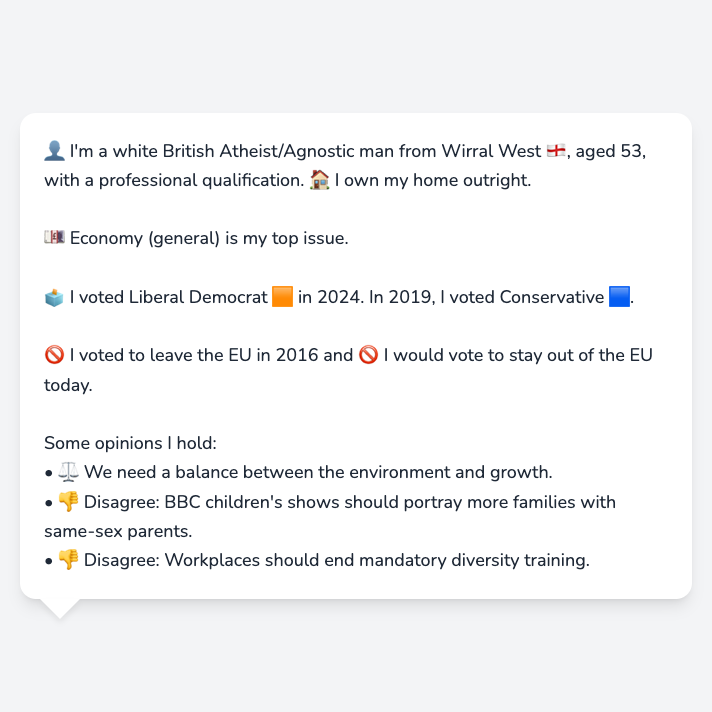 👤 I'm a white British Atheist/Agnostic man from Wirral West 🏴󠁧󠁢󠁥󠁮󠁧󠁿, aged 53,
with a professional qualification. 🏠 I own my home outright.
💷 Economy (general) is my top issue.
🗳️ I voted Liberal Democrat 🟧 in 2024. In 2019, I voted Conservative 🟦.
🚫 I voted to leave the EU in 2016 and 🚫 I would vote to stay out of the EU
today.
Some opinions I hold:
• ⚖️ We need a balance between the environment and growth.
• 👎 Disagree: BBC children's shows should portray more families with
same-sex parents.
• 👎 Disagree: Workplaces should end mandatory diversity training.